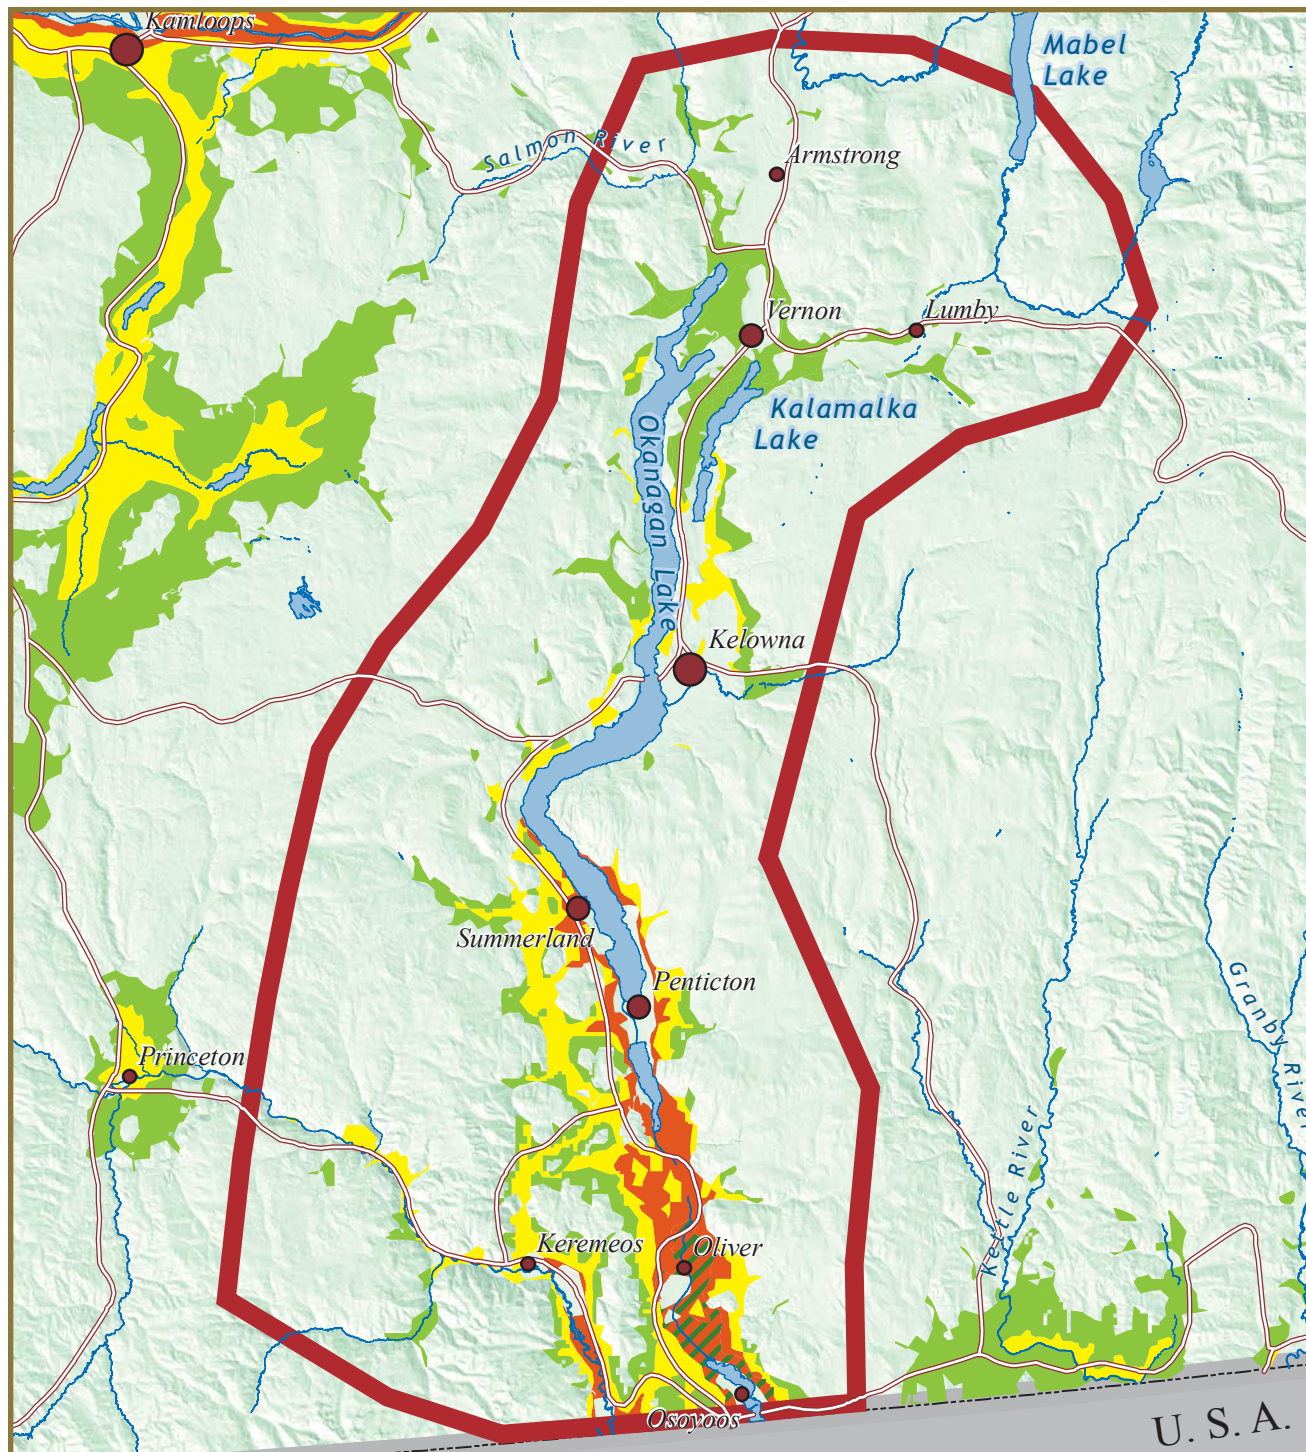 Kamloops
Mabel
Lake
Salmon River
Armstrong
Vernon
Lumby
Kalamalka
Lake
Okanagan Lake
Kelowna
Summerland
Penticton
Granby River
Princeton
Kettle River
Keremeos
Oliver
Osoyoos
U. S. A.